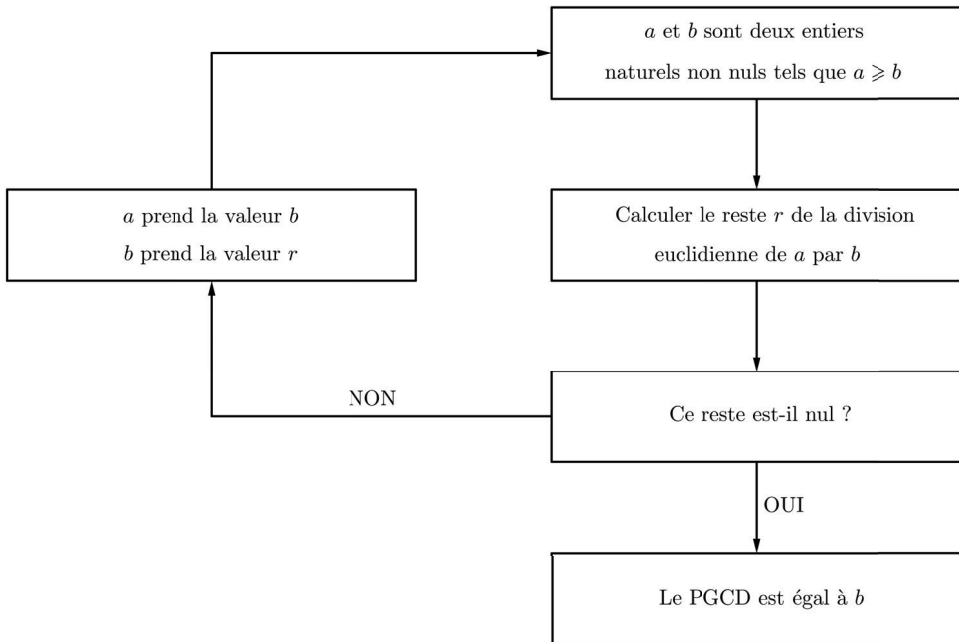 a et b sont deux entiers
naturels non nuls tels que a ⩾ b
a prend la valeur b
b prend la valeur r
Calculer le reste r de la division
euclidienne de a par b
NON
Ce reste est-il nul ?
OUI
Le PGCD est égal à b